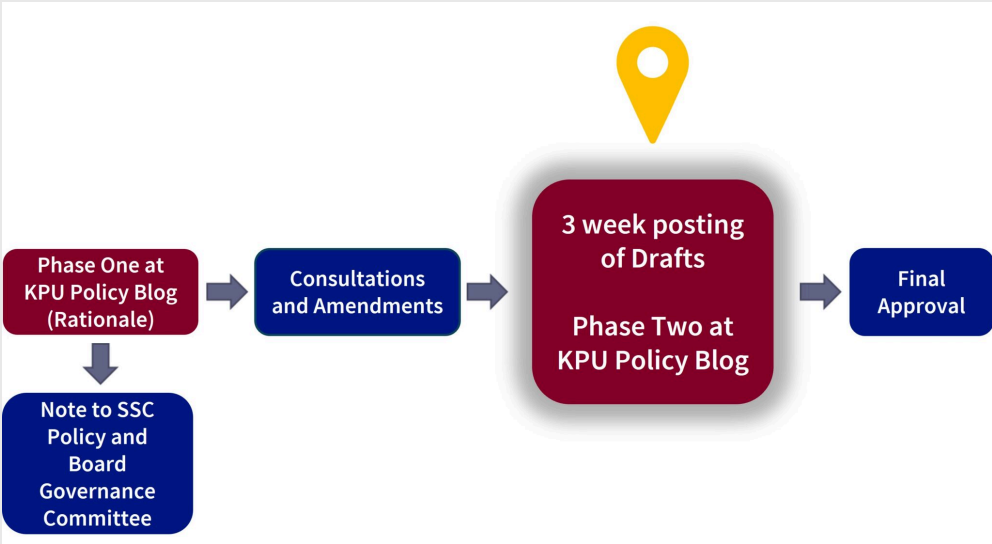 Phase One at
KPU Policy Blog
(Rationale)
Note to SSC
Policy and
Board
Governance
Committee
Consultations
and Amendments
3 week posting
of Drafts
Phase Two at
KPU Policy Blog
Final
Approval